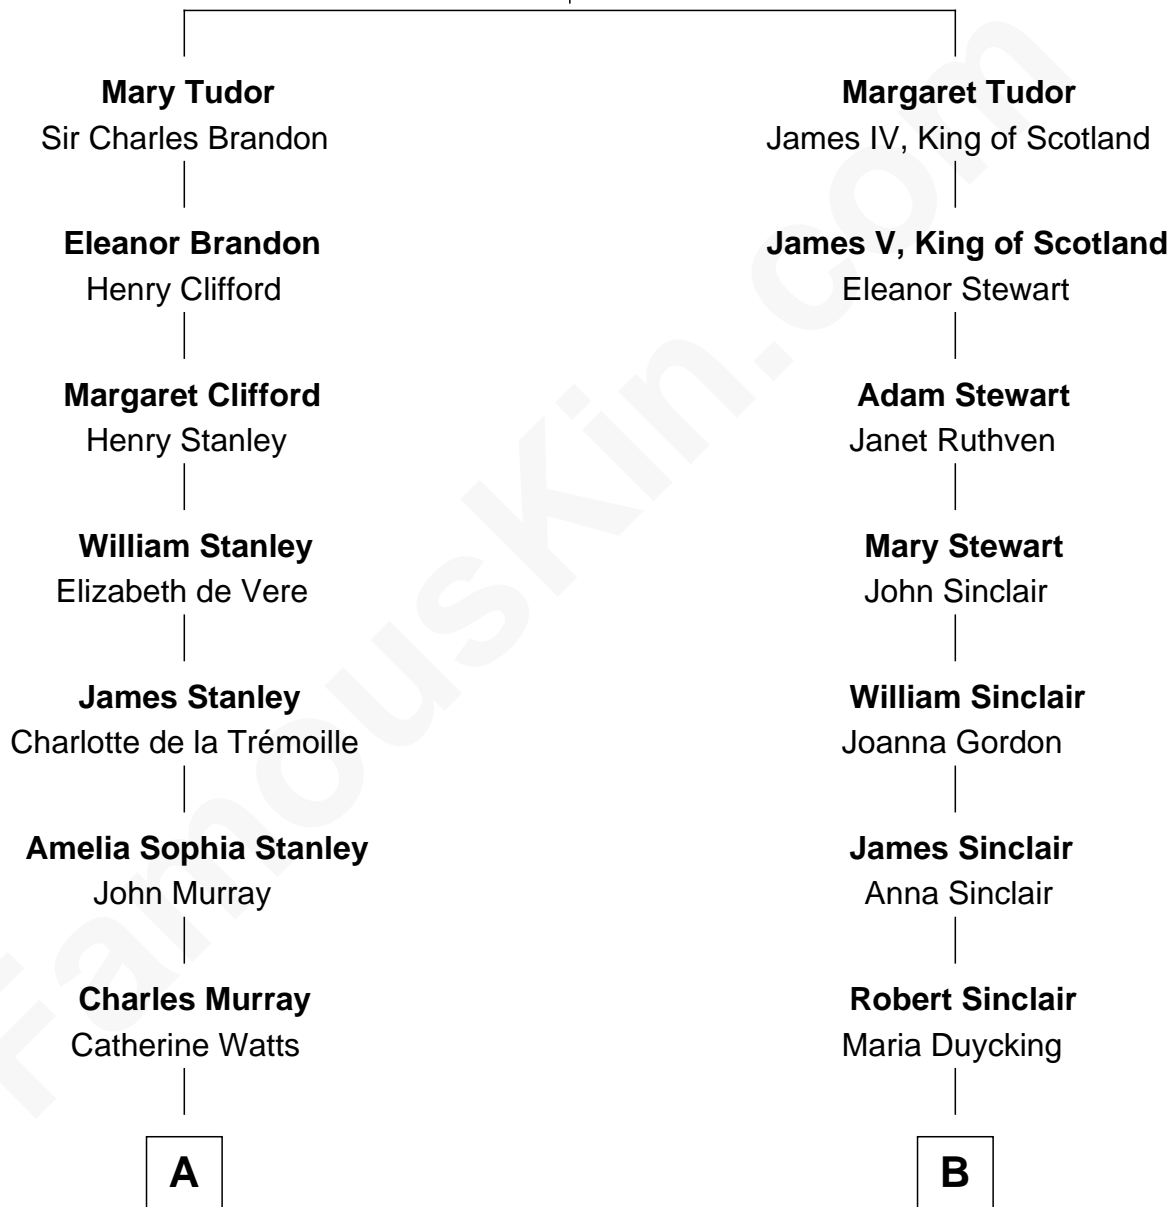 Mary Tudor
Sir Charles Brandon
Eleanor Brandon
Henry Clifford
Margaret Clifford
Henry Stanley
William Stanley
Elizabeth de Vere
James Stanley
Charlotte de la Trémoille
Amelia Sophia Stanley
John Murray
Charles Murray
Catherine Watts
A
Margaret Tudor
James IV, King of Scotland
James V, King of Scotland
Eleanor Stewart
Adam Stewart
Janet Ruthven
Mary Stewart
John Sinclair
William Sinclair
Joanna Gordon
James Sinclair
Anna Sinclair
Robert Sinclair
Maria Duycking
B
FamousKin.com